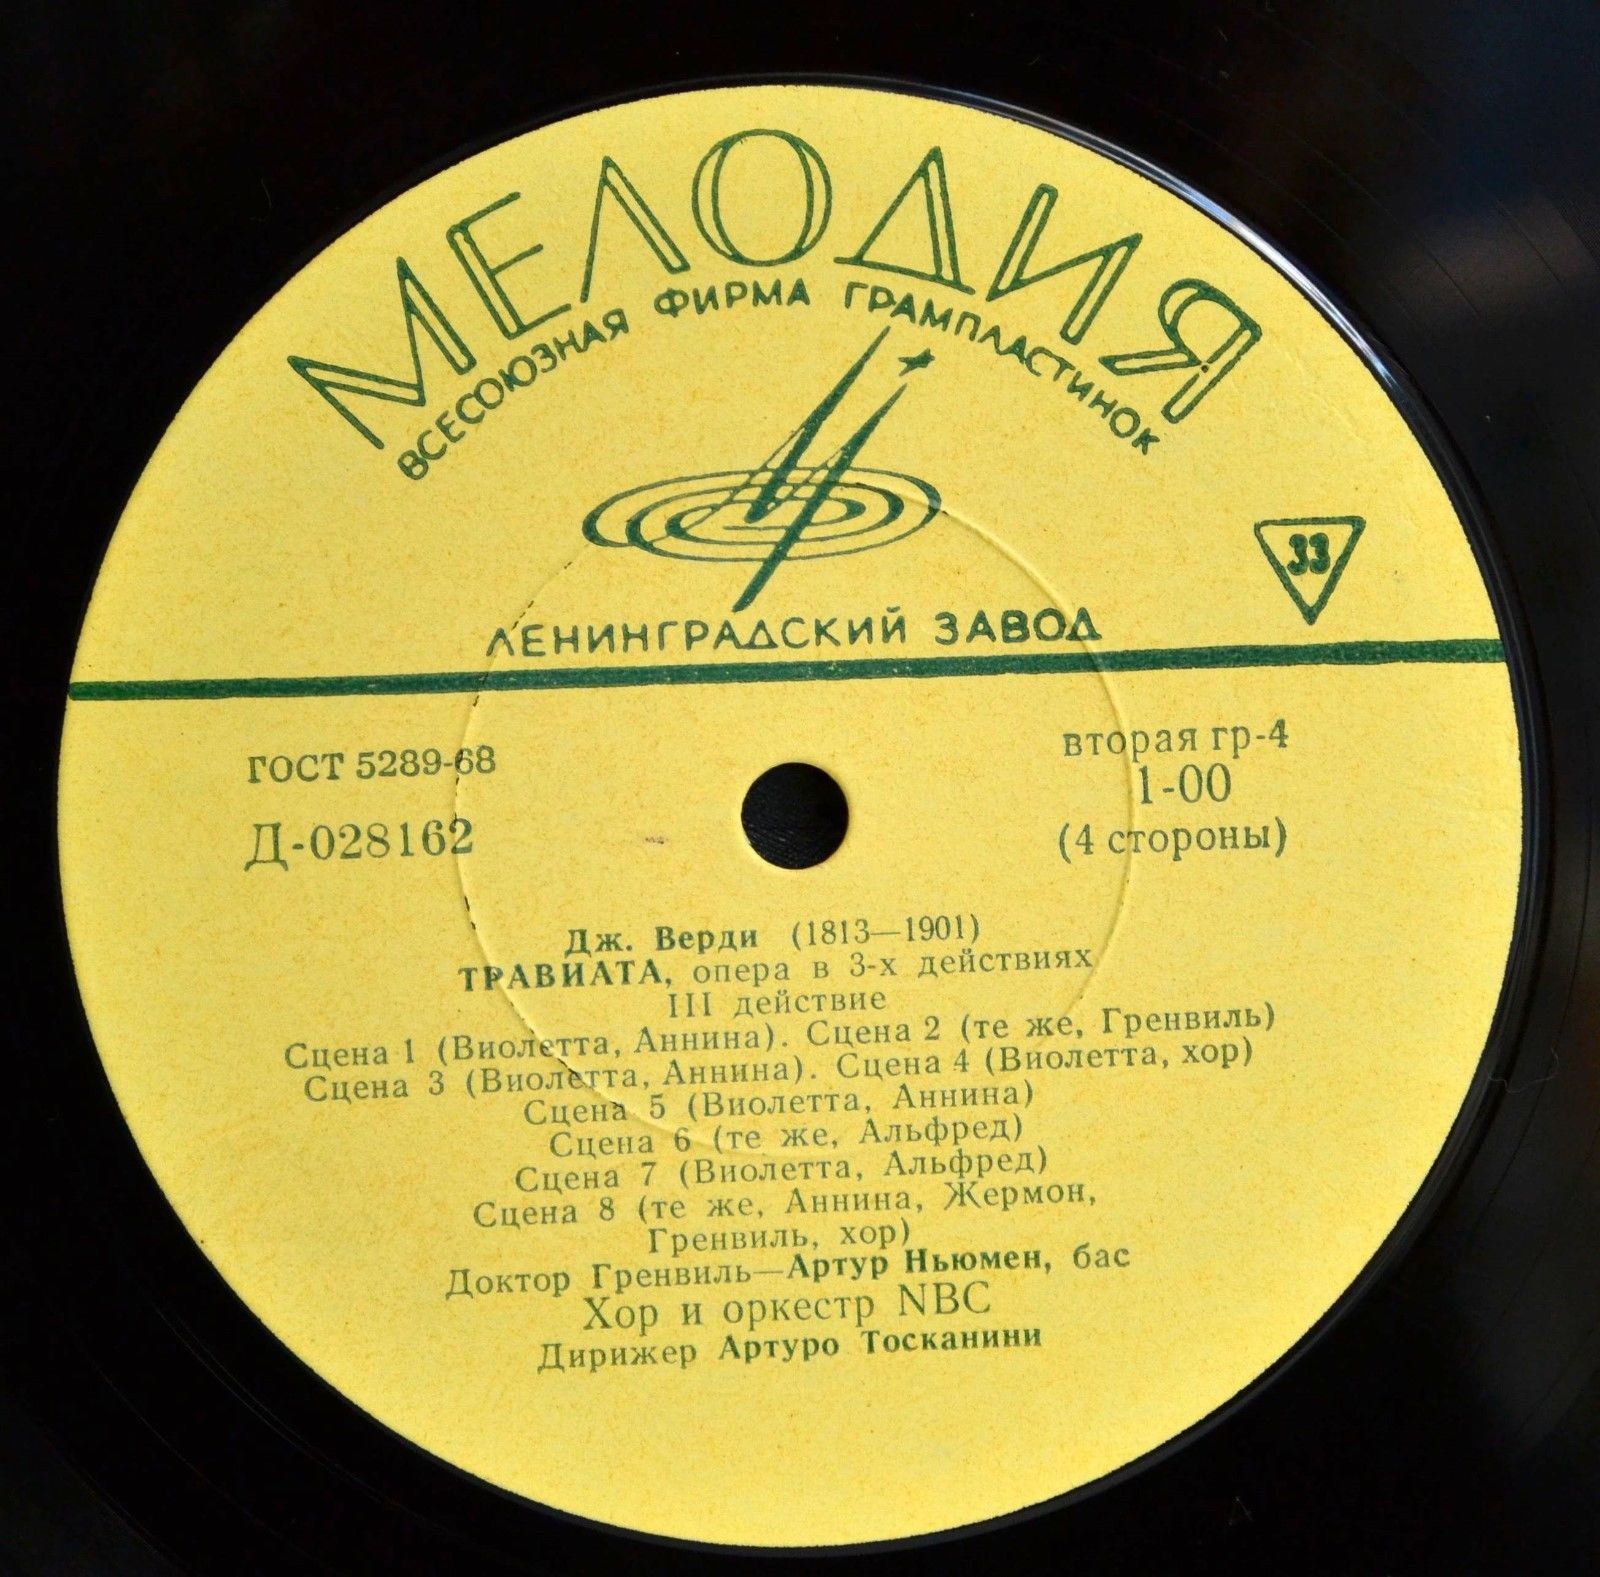 МЕЛОДИЯ
ВСЕСОЮЗНАЯ ФИРМА ГРАМПЛАСТИНОК
33
ЛЕНИНГРАДСКИЙ ЗАВОД
ГОСТ 5289-68
вторая гр-4
Д-028162
1-00
(4 стороны)
Дж. Верди (1813—1901)
ТРАВИАТА, опера в 3-х действиях
III действие
Сцена 1 (Виолетта, Аннина). Сцена 2 (те же, Гренвиль)
Сцена 3 (Виолетта, Аннина). Сцена 4 (Виолетта, хор)
Сцена 5 (Виолетта, Аннина)
Сцена 6 (те же, Альфред)
Сцена 7 (Виолетта, Альфред)
Сцена 8 (те же, Аннина, Жермон,
Гренвиль, хор)
Доктор Гренвиль—Артур Ньюмен, бас
Хор и оркестр NBC
Дирижер Артуро Тосканини